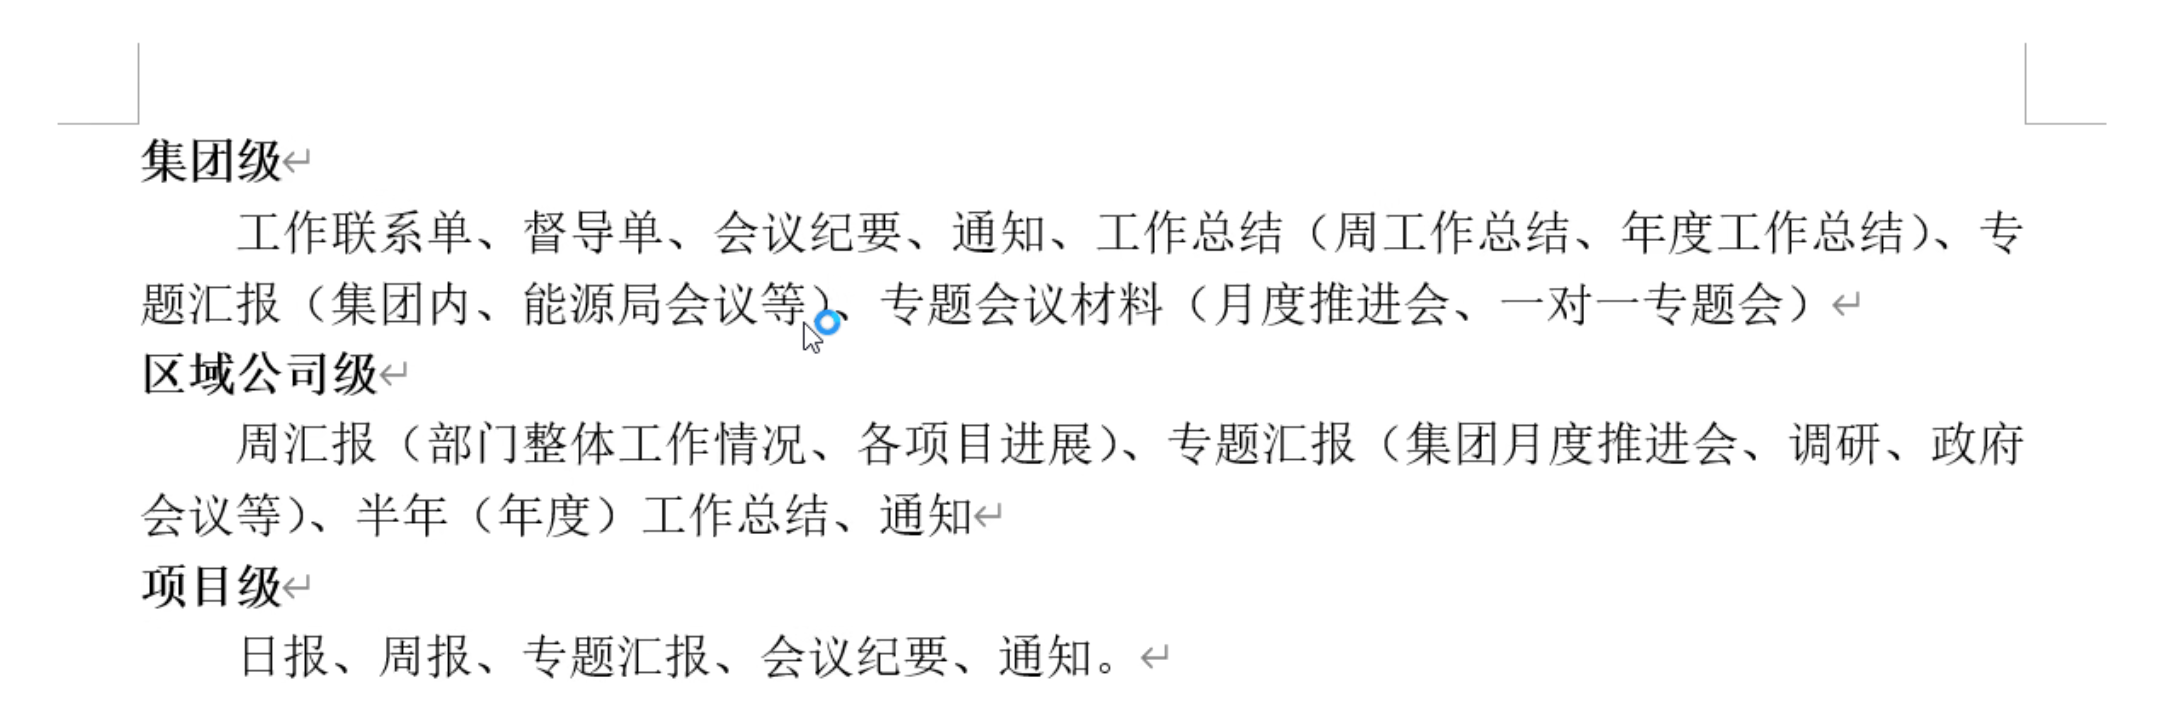 集团级
工作联系单、督导单、会议纪要、通知、工作总结（周工作总结、年度工作总结）、专
题汇报（集团内、能源局会议等）、专题会议材料（月度推进会、一对一专题会）
区域公司级
周汇报（部门整体工作情况、各项目进展）、专题汇报（集团月度推进会、调研、政府
会议等）、半年（年度）工作总结、通知
项目级
日报、周报、专题汇报、会议纪要、通知。